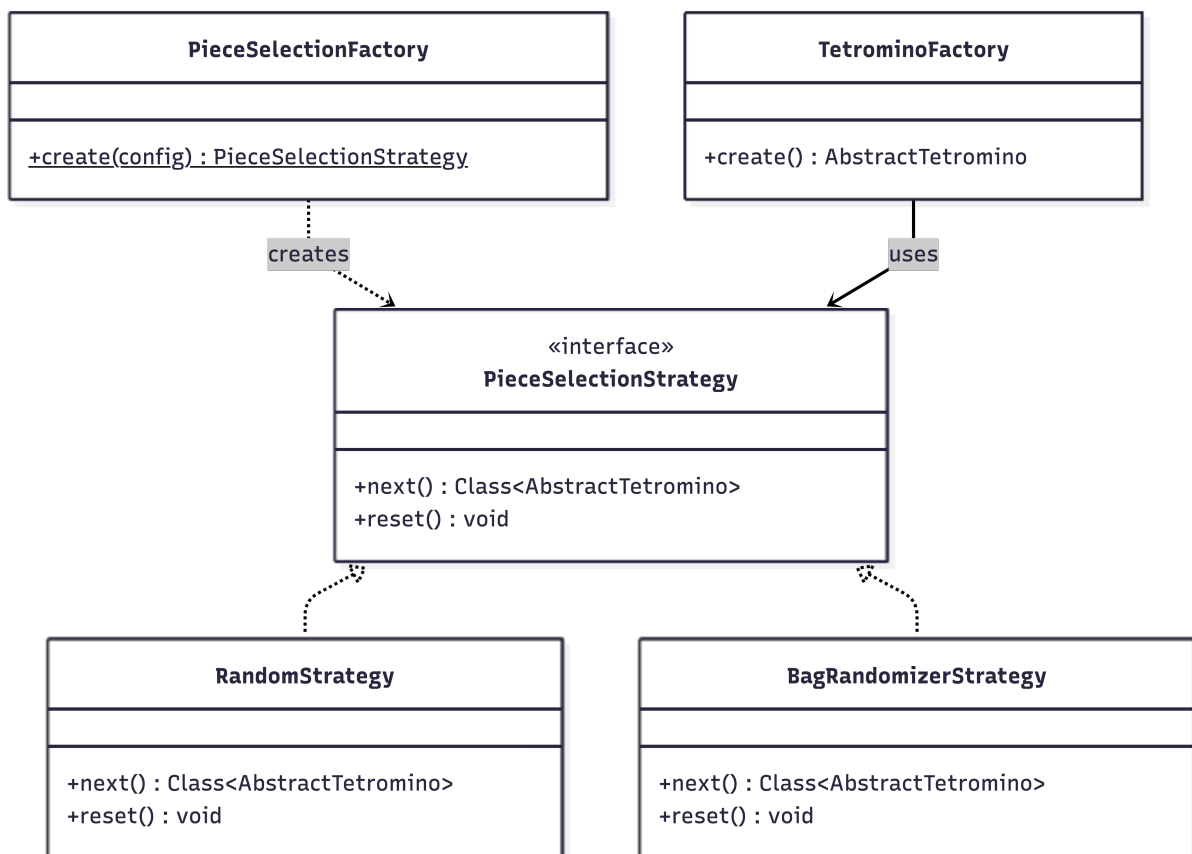 PieceSelectionFactory
+create(config) : PieceSelectionStrategy
TetrominoFactory
+create() : AbstractTetromino
creates
uses
«interface»
PieceSelectionStrategy
+next() : Class<AbstractTetromino>
+reset() : void
RandomStrategy
+next() : Class<AbstractTetromino>
+reset() : void
BagRandomizerStrategy
+next() : Class<AbstractTetromino>
+reset() : void